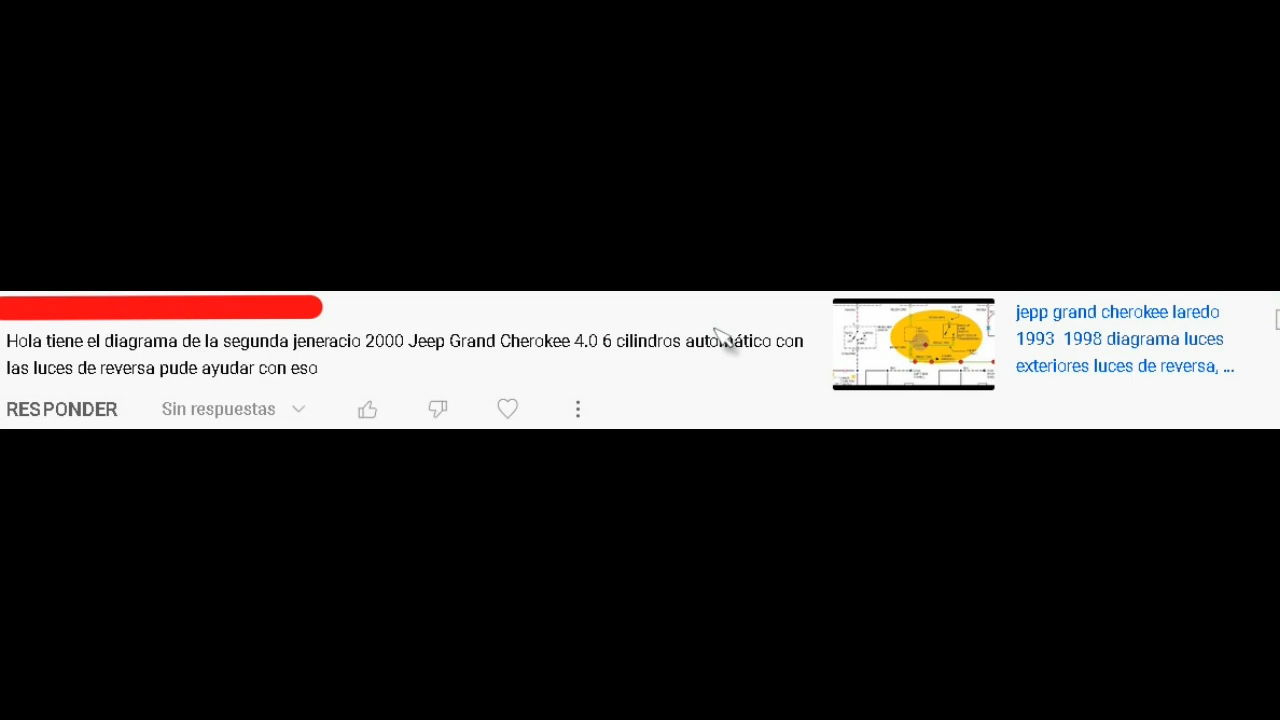 Hola tiene el diagrama de la segunda jeneracio 2000 Jeep Grand Cherokee 4.0 6 cilindros automático con
las luces de reversa pude ayudar con eso
RESPONDER Sin respuestas
jepp grand cherokee laredo
1993 1998 diagrama luces
exteriores luces de reversa, ...